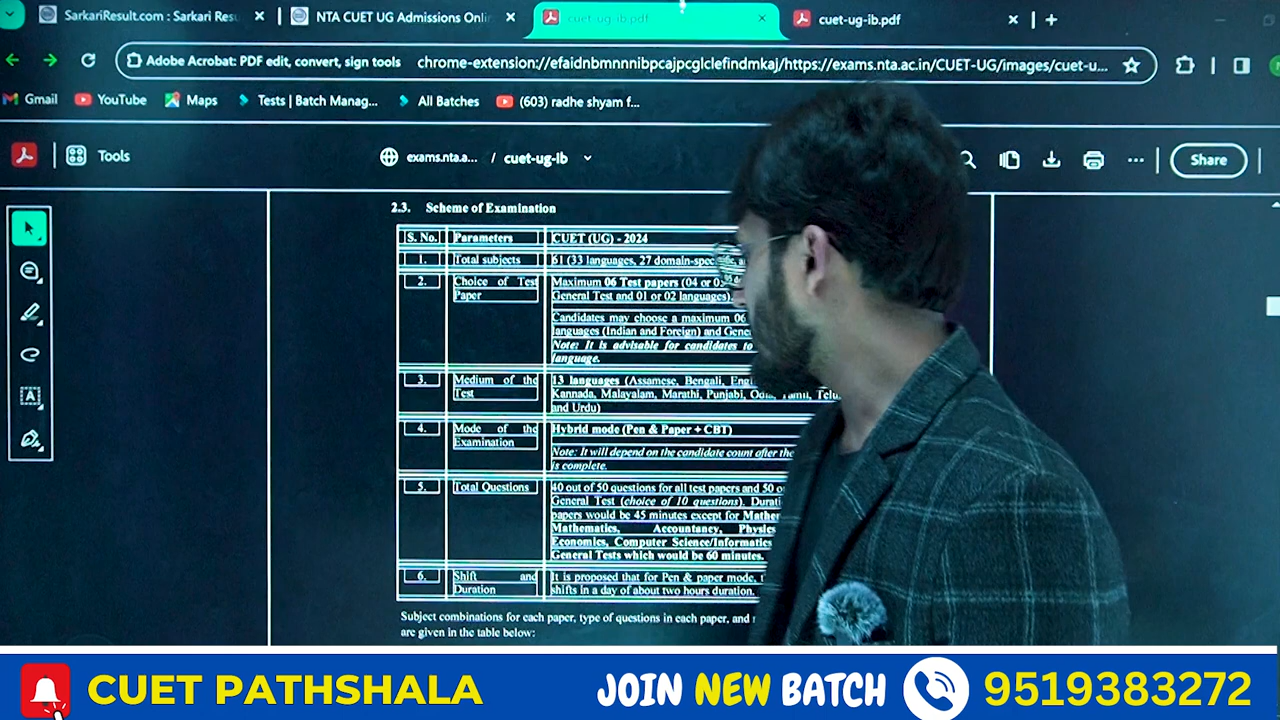 SarkariResult.com : Sarkari Resu
NTA CUET UG Admissions Onli
cuet-ug-ib.pdf
cuet-ug-ib.pdf
Adobe Acrobat: PDF edit, convert, sign tools
chrome-extension://efaidnbmnnnibpcajpcglclefindmkaj/https://exams.nta.ac.in/CUET-UG/images/cuet-u...
Gmail
YouTube
Maps
Tests | Batch Manag...
All Batches
(603) radhe shyam f...
Tools
exams.nta.a... / cuet-ug-ib
Share
2.3. Scheme of Examination
S. No. Parameters CUET (UG) - 2024
1. Total subjects 61 (33 languages, 27 domain-spec
2. Choice of Test Maximum 06 Test papers (04 or 0
Paper General Test and 01 or 02 languages).
Candidates may choose a maximum 06
languages (Indian and Foreign) and Gene
Note: It is advisable for candidates to
language.
3. Medium of the 13 languages (Assamese, Bengali, Engl
Test Kannada, Malayalam, Marathi, Punjabi, Odia, Tamil, Telu
and Urdu)
4. Mode of the Hybrid mode (Pen & Paper + CBT)
Examination Note: It will depend on the candidate count after the
is complete.
5. Total Questions 40 out of 50 questions for all test papers and 50 o
General Test (choice of 10 questions). Durati
papers would be 45 minutes except for Mather
Mathematics, Accountancy, Physics
Economics, Computer Science/Informatics
General Tests which would be 60 minutes.
6. Shift and It is proposed that for Pen & paper mode, t
Duration shifts in a day of about two hours duration.
Subject combinations for each paper, type of questions in each paper, and
are given in the table below:
CUET PATHSHALA
JOIN NEW BATCH
9519383272